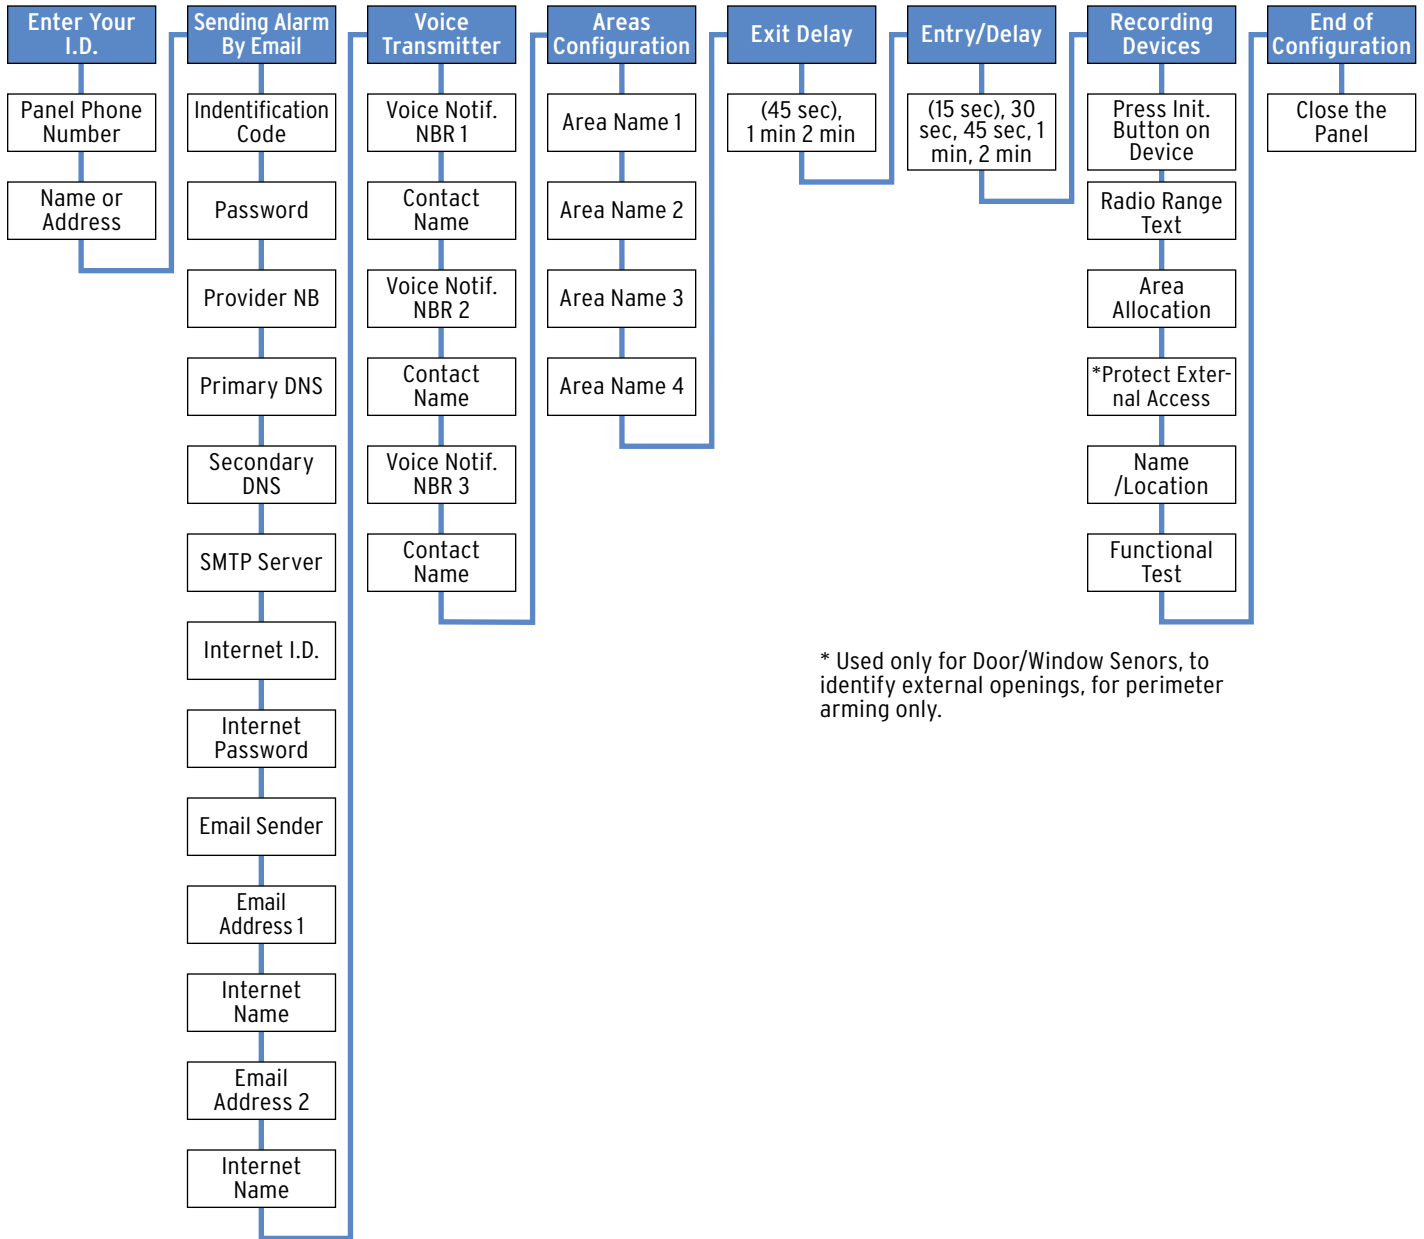 Enter Your
I.D.
Panel Phone
Number
Name or
Address
Sending Alarm
By Email
Indentification
Code
Password
Provider NB
Primary DNS
Secondary
DNS
SMTP Server
Internet I.D.
Internet
Password
Email Sender
Email
Address 1
Internet
Name
Email
Address 2
Internet
Name
Voice
Transmitter
Voice Notif.
NBR 1
Contact
Name
Voice Notif.
NBR 2
Contact
Name
Voice Notif.
NBR 3
Contact
Name
Areas
Configuration
Area Name 1
Area Name 2
Area Name 3
Area Name 4
Exit Delay
(45 sec),
1 min 2 min
Entry/Delay
(15 sec), 30
sec, 45 sec, 1
min, 2 min
Recording
Devices
Press Init.
Button on
Device
Radio Range
Text
Area
Allocation
*Protect Exter-
nal Access
Name
/Location
Functional
Test
End of
Configuration
Close the
Panel
* Used only for Door/Window Senors, to
identify external openings, for perimeter
arming only.